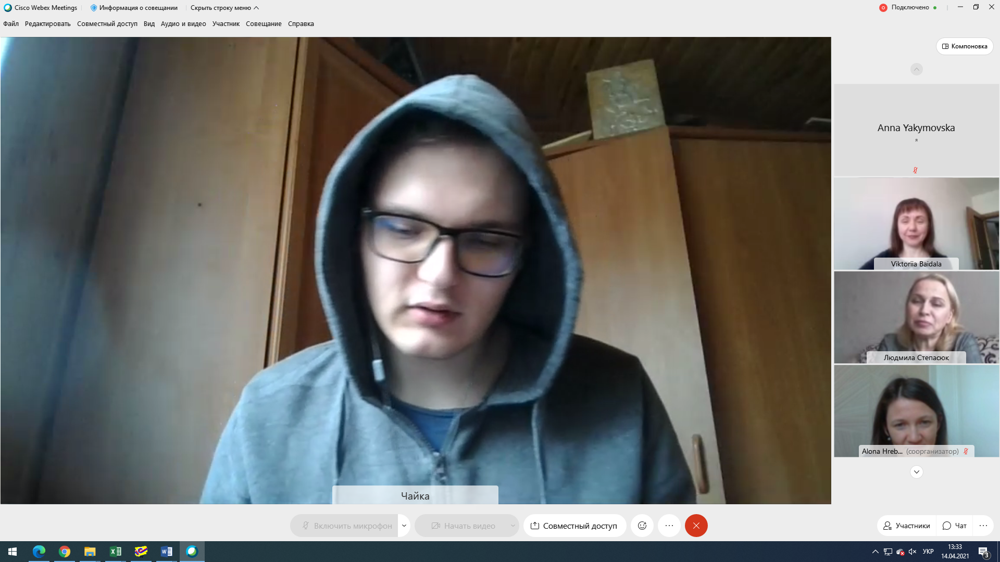 Cisco Webex Meetings
Информация о совещании
Скрыть строку меню
Подключено
Файл Редактировать Совместный доступ Вид Аудио и видео Участник Совещание Справка
Компоновка
Anna Yakymovska
я
Viktoriia Baidala
Людмила Степасюк
Alona Hreb... (соорганизатор)
Чайка
Включить микрофон
Начать видео
Совместный доступ
Участники
Чат
УКР
13:33
14.04.2021
3